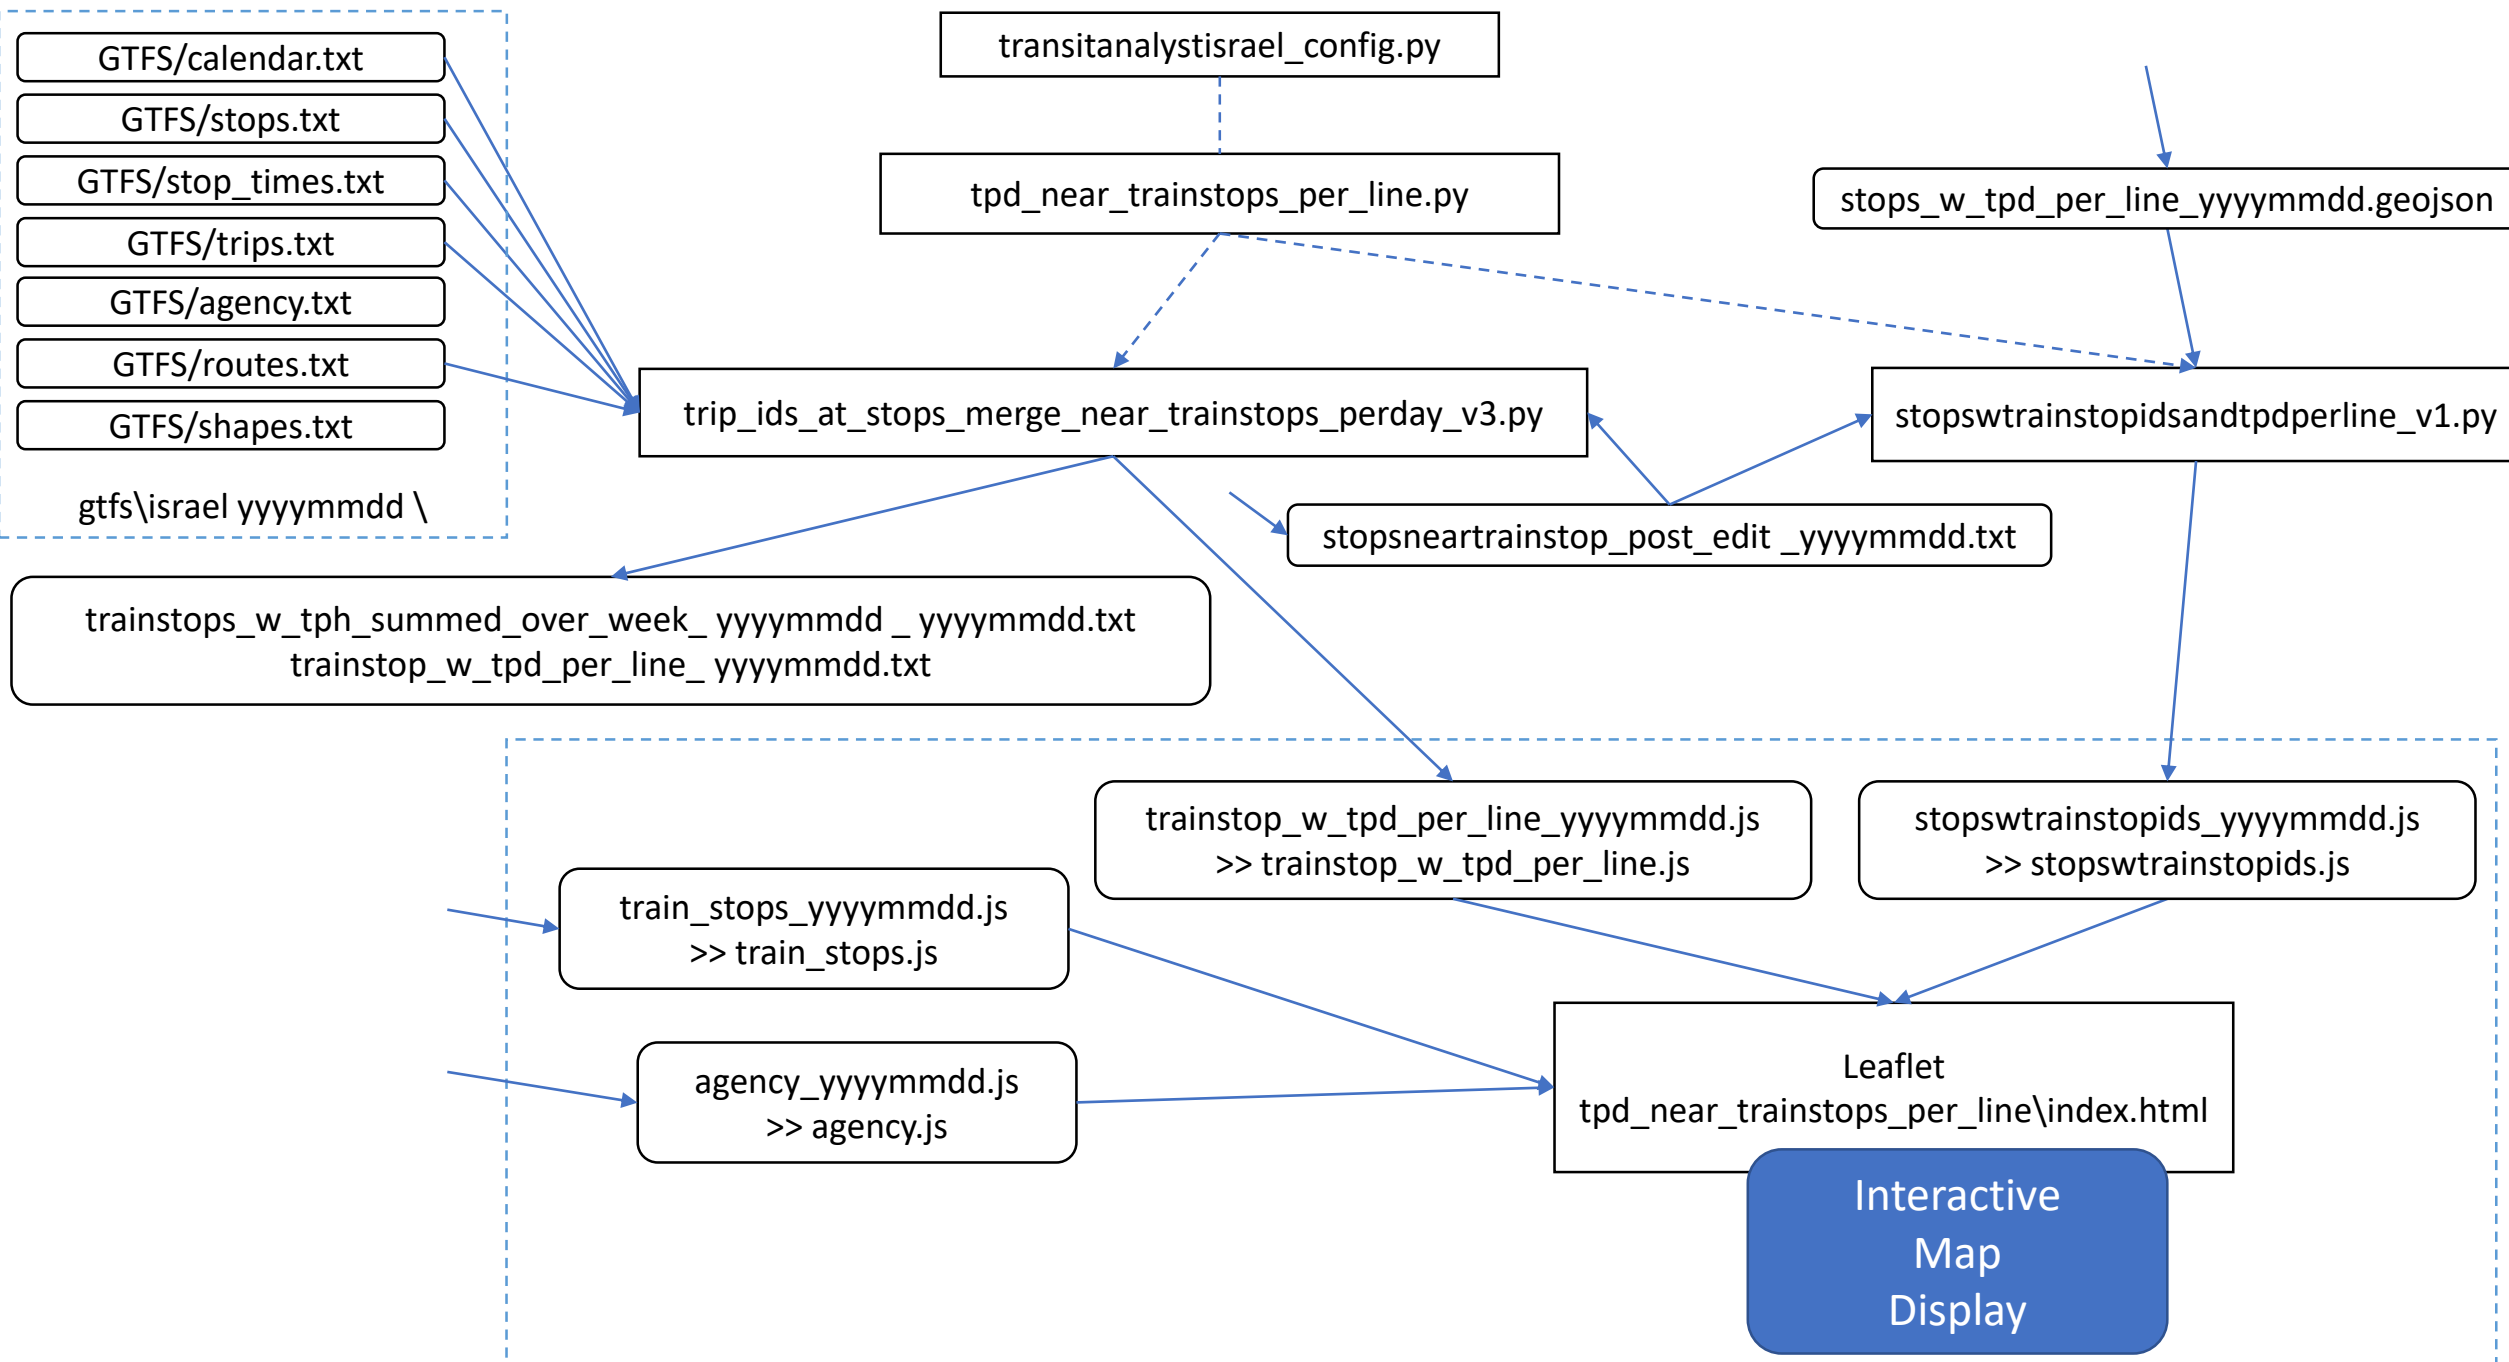 GTFS/calendar.txt
GTFS/stops.txt
GTFS/stop_times.txt
GTFS/trips.txt
GTFS/agency.txt
GTFS/routes.txt
GTFS/shapes.txt
gtfs\israel yyyymmdd \
transitanalystisrael_config.py
tpd_near_trainstops_per_line.py
stops_w_tpd_per_line_yyyymmdd.geojson
trip_ids_at_stops_merge_near_trainstops_perday_v3.py
stopswtrainstopidsandtpdperline_v1.py
stopsneartrainstop_post_edit _yyyymmdd.txt
trainstops_w_tph_summed_over_week_ yyyymmdd _ yyyymmdd.txt
trainstop_w_tpd_per_line_ yyyymmdd.txt
trainstop_w_tpd_per_line_yyyymmdd.js
>> trainstop_w_tpd_per_line.js
stopswtrainstopids_yyyymmdd.js
>> stopswtrainstopids.js
train_stops_yyyymmdd.js
>> train_stops.js
agency_yyyymmdd.js
>> agency.js
Leaflet
tpd_near_trainstops_per_line\index.html
Interactive
Map
Display